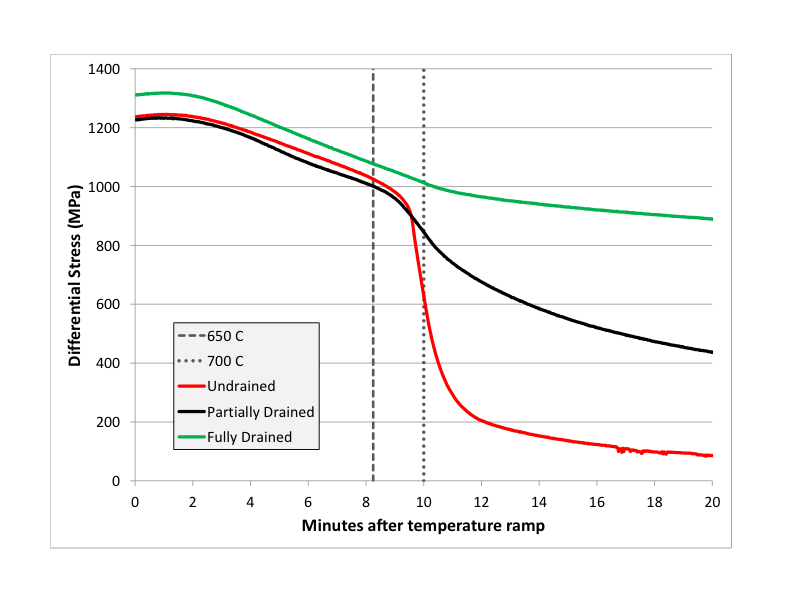 1400
1200
1000
800
600
400
200
0
Differential Stress (MPa)
650 C
700 C
Undrained
Partially Drained
Fully Drained
0 2 4 6 8 10 12 14 16 18 20
Minutes after temperature ramp